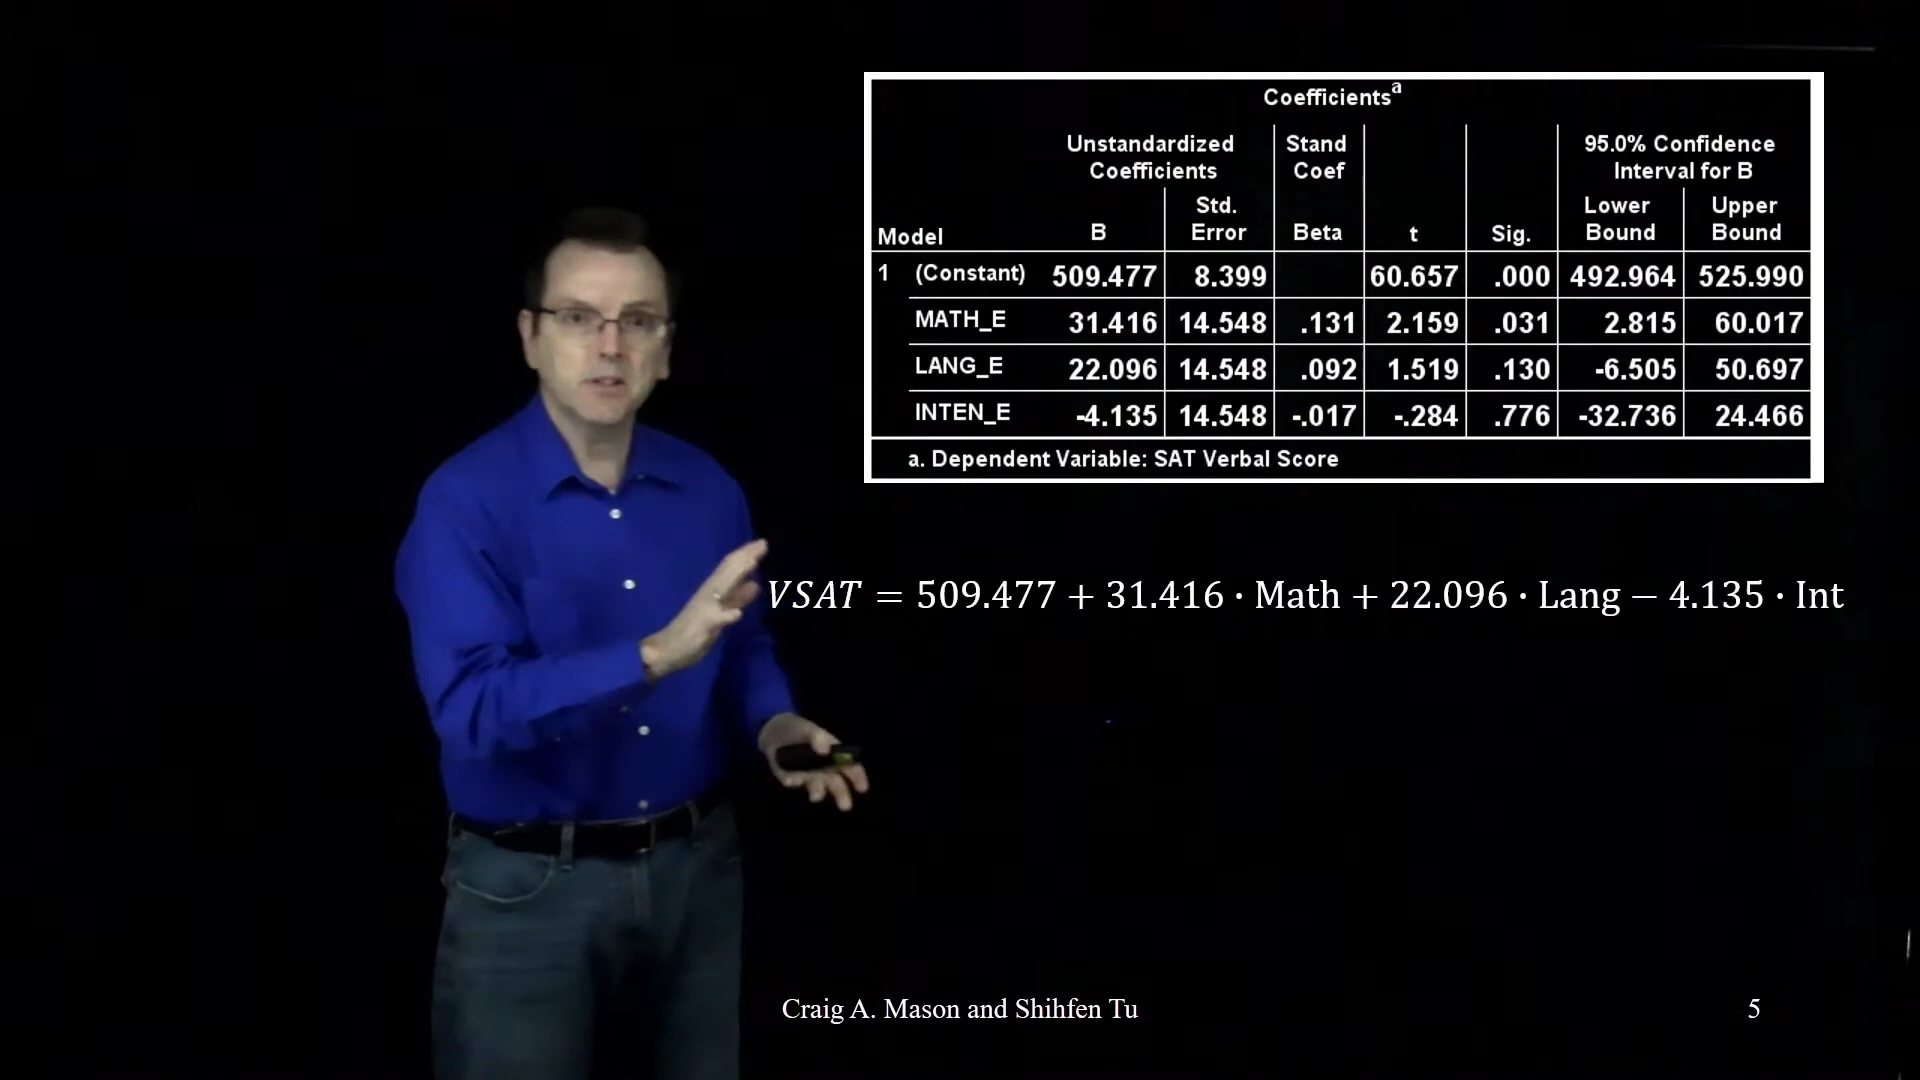 Coefficientsa
Unstandardized Coefficients Stand Coef 95.0% Confidence Interval for B
Model B Std. Error Beta t Sig. Lower Bound Upper Bound
1 (Constant) 509.477 8.399 60.657 .000 492.964 525.990
MATH_E 31.416 14.548 .131 2.159 .031 2.815 60.017
LANG_E 22.096 14.548 .092 1.519 .130 -6.505 50.697
INTEN_E -4.135 14.548 -.017 -.284 .776 -32.736 24.466
a. Dependent Variable: SAT Verbal Score
VSAT = 509.477 + 31.416 · Math + 22.096 · Lang − 4.135 · Int
Craig A. Mason and Shihfen Tu
5